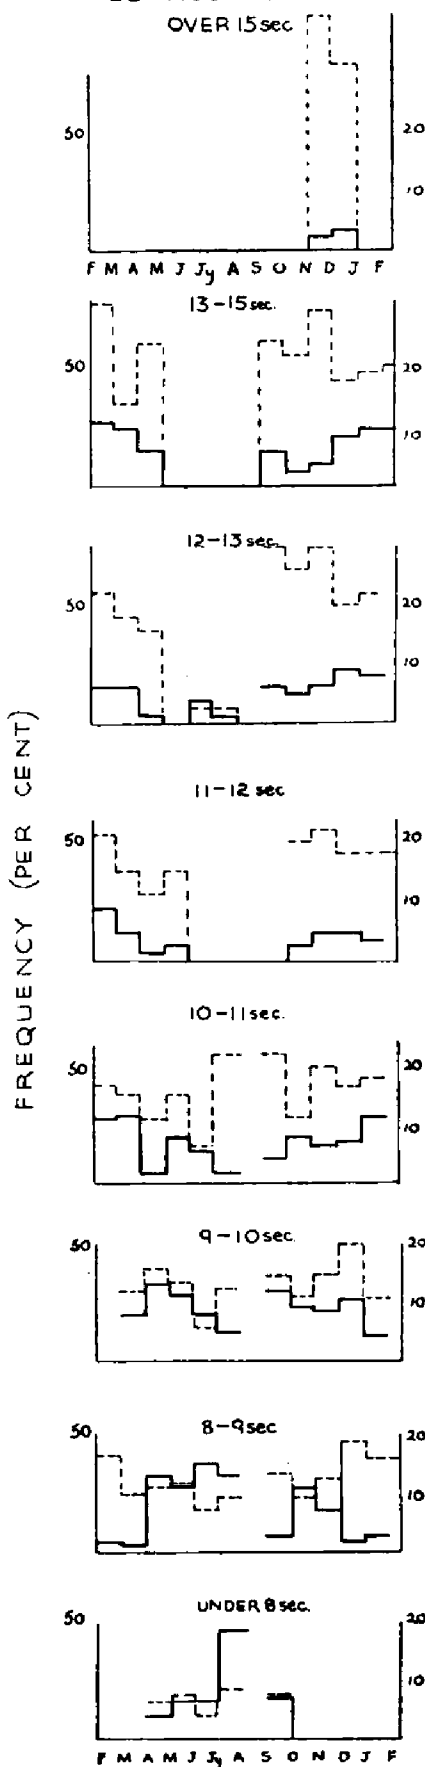 OVER 15 sec
50 20
10
F M A M J Jy A S O N D J F
13-15 sec.
50 20
10
12-13 sec
50 20
10
FREQUENCY (PER CENT)
11-12 sec
50 20
10
10-11 sec.
50 20
10
9-10 sec
50 20
10
8-9 sec
50 20
10
UNDER 8 sec.
50 20
10
F M A M J Jy A S O N D J F